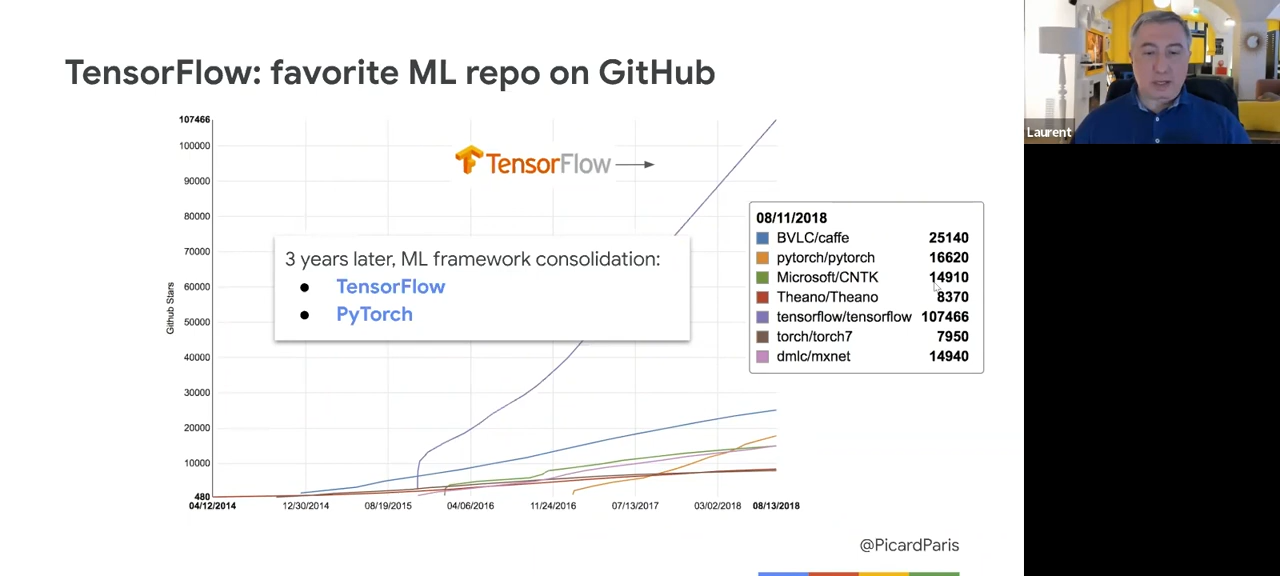 TensorFlow: favorite ML repo on GitHub
107466
100000
90000
80000
70000
60000
50000
40000
30000
20000
10000
480
Github Stars
TensorFlow
3 years later, ML framework consolidation:
● TensorFlow
● PyTorch
08/11/2018
BVLC/caffe 25140
pytorch/pytorch 16620
Microsoft/CNTK 14910
Theano/Theano 8370
tensorflow/tensorflow 107466
torch/torch7 7950
dmlc/mxnet 14940
04/12/2014 12/30/2014 08/19/2015 04/06/2016 11/24/2016 07/13/2017 03/02/2018 08/13/2018
@PicardParis
Laurent